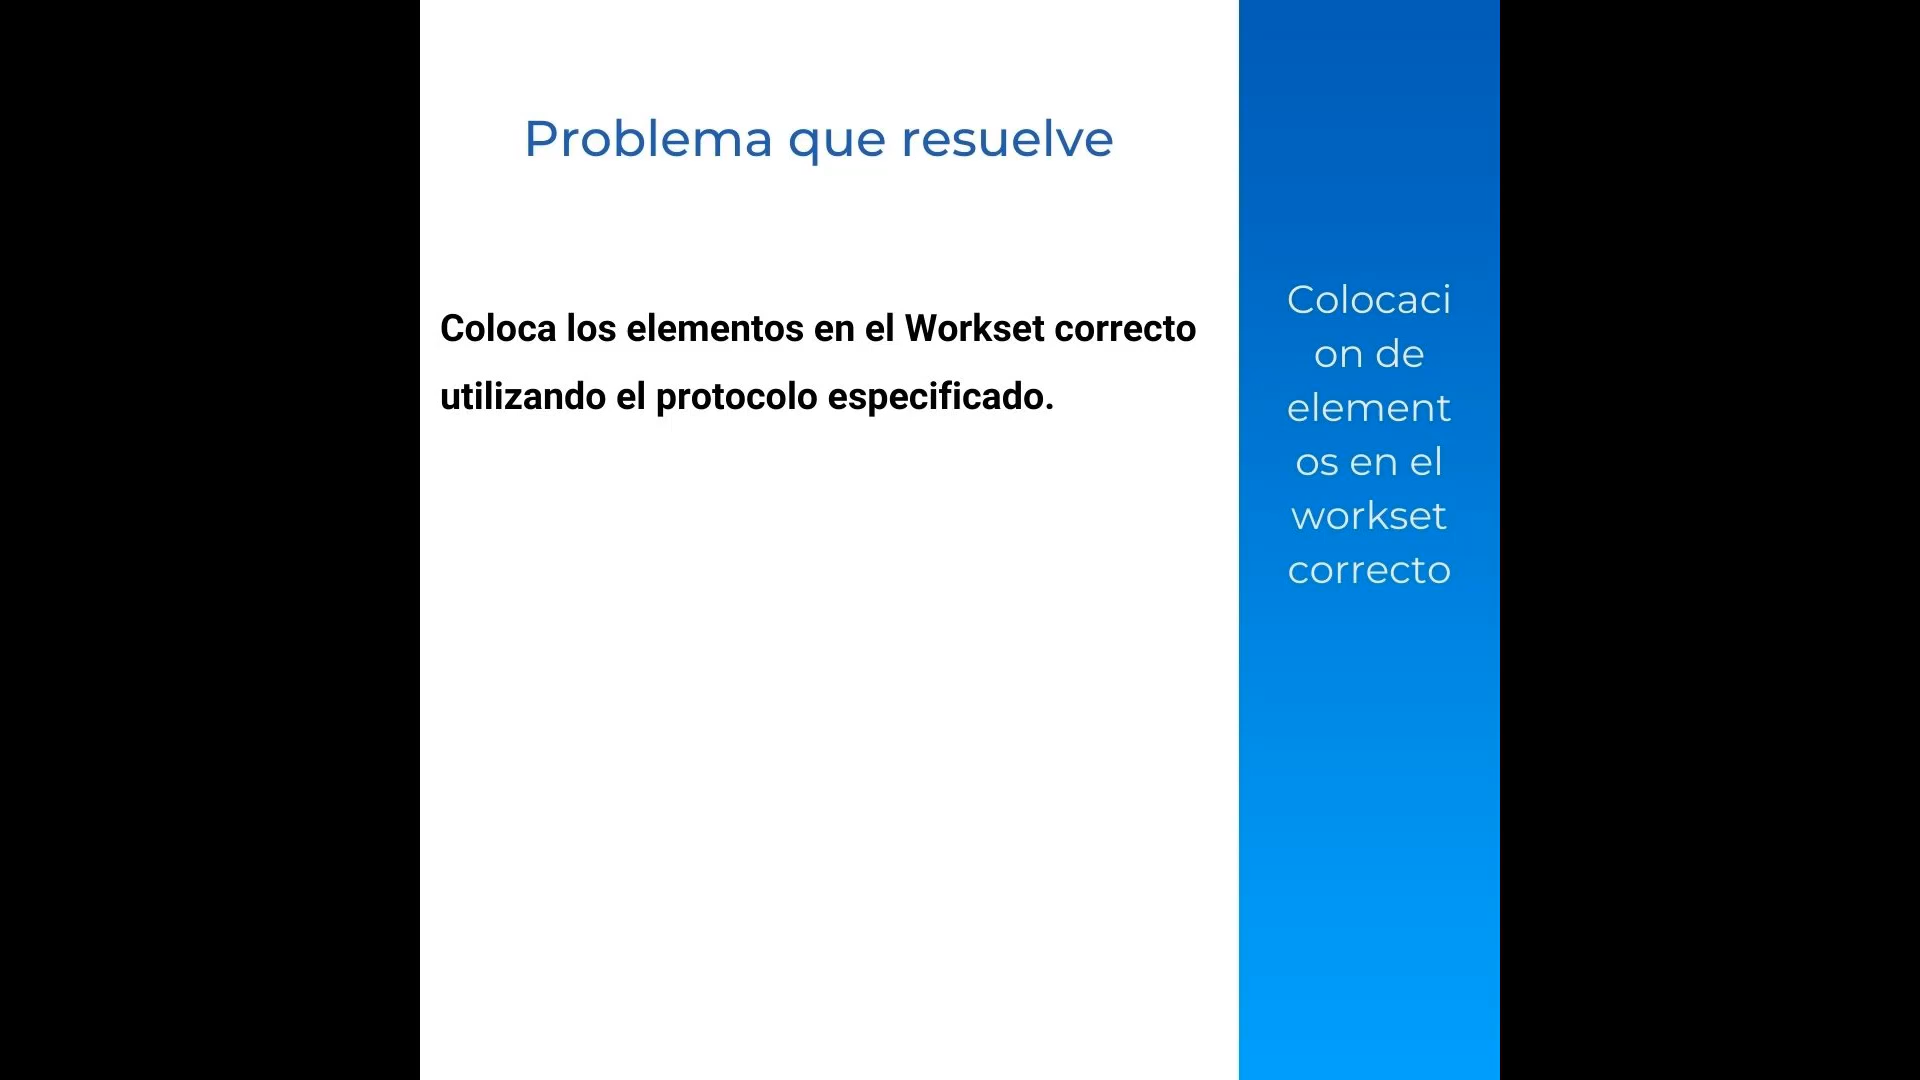 Problema que resuelve
Coloca los elementos en el Workset correcto
utilizando el protocolo especificado.
Colocaci
on de
element
os en el
workset
correcto